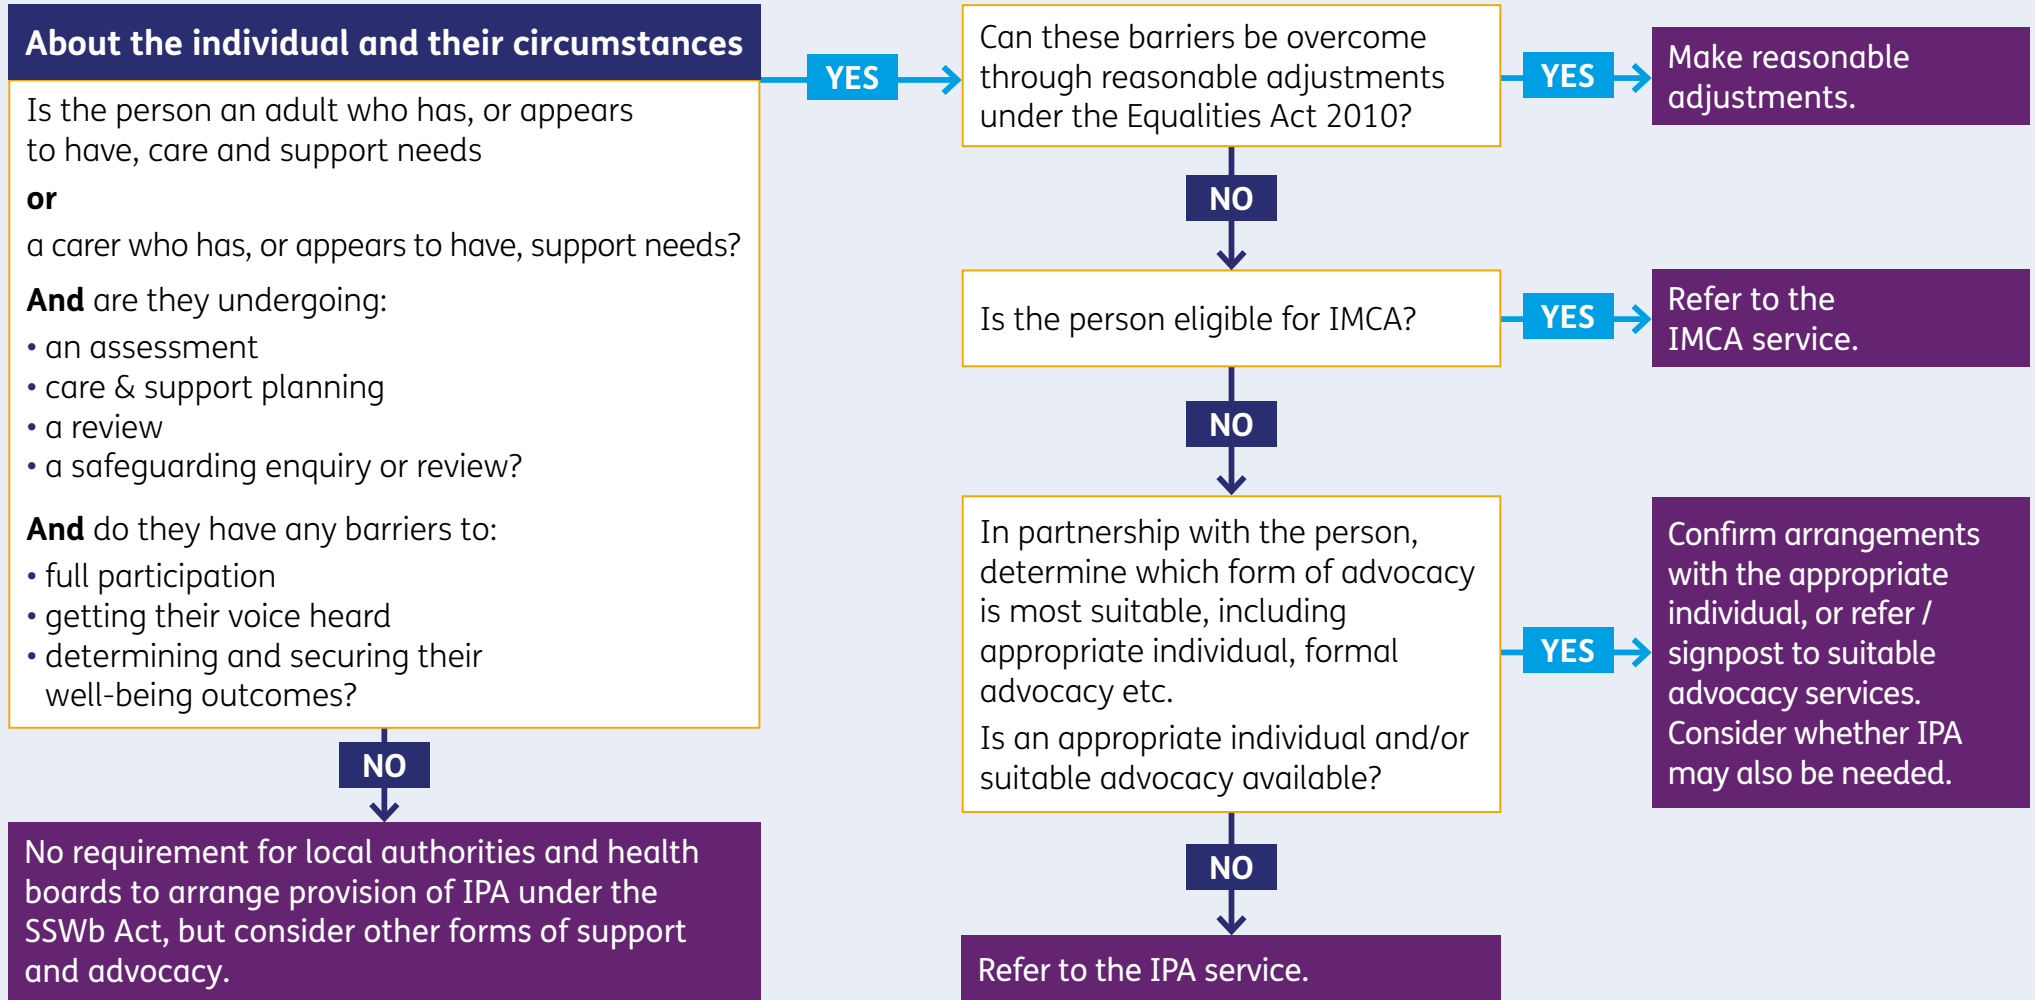 About the individual and their circumstances
Is the person an adult who has, or appears
to have, care and support needs
or
a carer who has, or appears to have, support needs?
And are they undergoing:
• an assessment
• care & support planning
• a review
• a safeguarding enquiry or review?
And do they have any barriers to:
• full participation
• getting their voice heard
• determining and securing their
well-being outcomes?
NO
No requirement for local authorities and health
boards to arrange provision of IPA under the
SSWb Act, but consider other forms of support
and advocacy.
YES
Can these barriers be overcome
through reasonable adjustments
under the Equalities Act 2010?
YES
Make reasonable
adjustments.
NO
Is the person eligible for IMCA?
YES
Refer to the
IMCA service.
NO
In partnership with the person,
determine which form of advocacy
is most suitable, including
appropriate individual, formal
advocacy etc.
Is an appropriate individual and/or
suitable advocacy available?
YES
Confirm arrangements
with the appropriate
individual, or refer /
signpost to suitable
advocacy services.
Consider whether IPA
may also be needed.
NO
Refer to the IPA service.